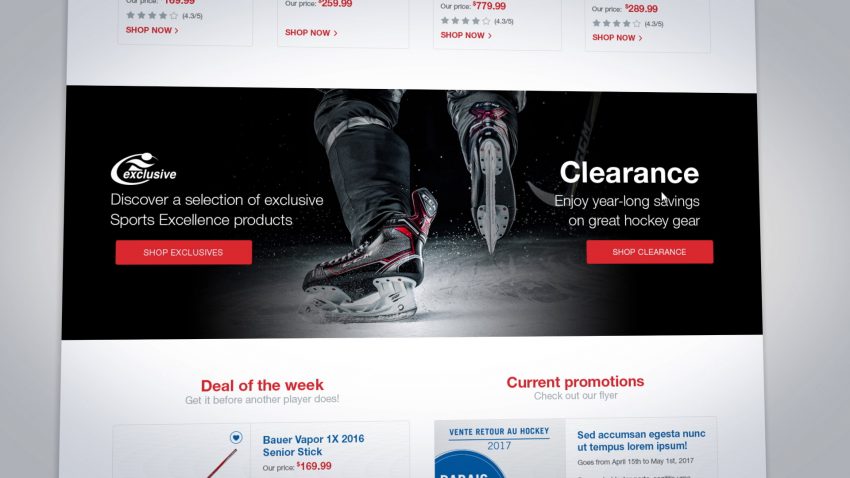 Our price: $169.99
(4.3/5)
SHOP NOW >
Our price: $259.99
SHOP NOW >
Our price: $779.99
(4.3/5)
SHOP NOW >
Our price: $289.99
(4.3/5)
SHOP NOW >
exclusive
Discover a selection of exclusive
Sports Excellence products
SHOP EXCLUSIVES
Clearance
Enjoy year-long savings
on great hockey gear
SHOP CLEARANCE
CCM
Deal of the week
Get it before another player does!
Bauer Vapor 1X 2016
Senior Stick
Our price: $169.99
Current promotions
Check out our flyer
VENTE RETOUR AU HOCKEY
2017
RABAIS
Sed accumsan egesta nunc
ut tempus lorem ipsum!
Goes from April 15th to May 1st, 2017